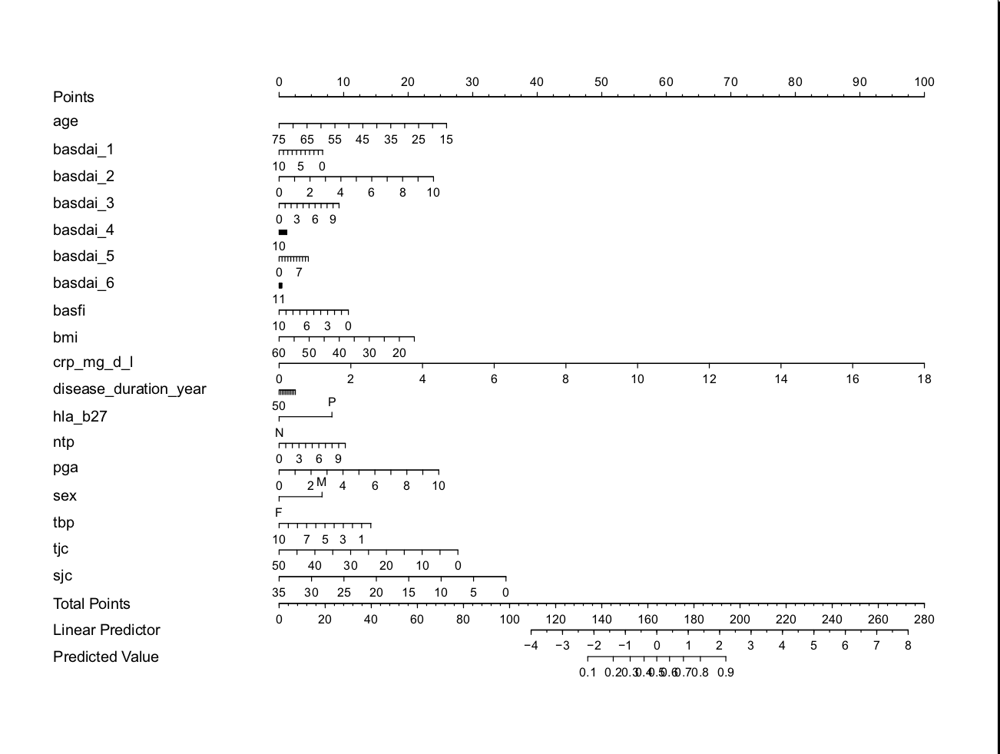 0 10 20 30 40 50 60 70 80 90 100
Points
age
75 65 55 45 35 25 15
basdai_1
10 5 0
basdai_2
0 2 4 6 8 10
basdai_3
0 3 6 9
basdai_4
10
basdai_5
0 7
basdai_6
11
basfi
10 6 3 0
bmi
60 50 40 30 20
crp_mg_d_l
0 2 4 6 8 10 12 14 16 18
disease_duration_year
50
P
hla_b27
N
ntp
0 3 6 9
pga
0 2 4 6 8 10
M
sex
F
tbp
10 7 5 3 1
tjc
50 40 30 20 10 0
sjc
35 30 25 20 15 10 5 0
Total Points
0 20 40 60 80 100 120 140 160 180 200 220 240 260 280
Linear Predictor
−4 −3 −2 −1 0 1 2 3 4 5 6 7 8
Predicted Value
0.1 0.2 0.3 0.4 0.5 0.6 0.7 0.8 0.9